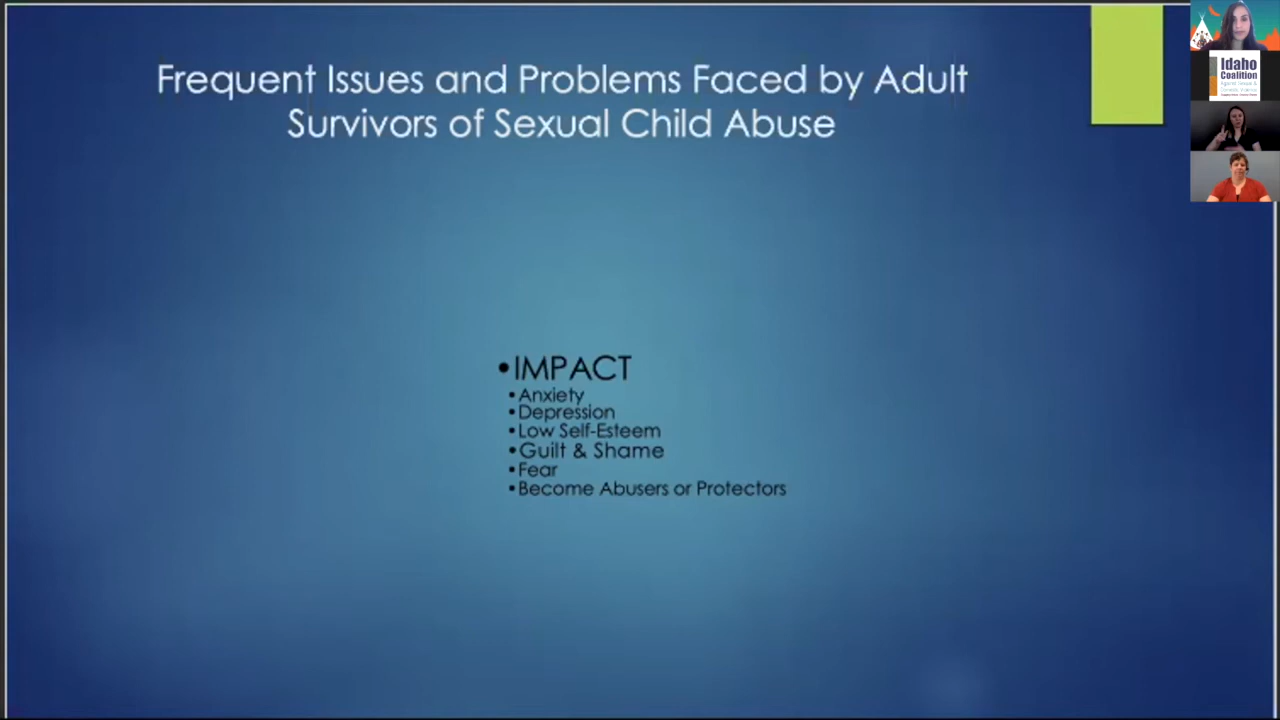 Frequent Issues and Problems Faced by Adult
Survivors of Sexual Child Abuse
•IMPACT
•Anxiety
•Depression
•Low Self-Esteem
•Guilt & Shame
•Fear
•Become Abusers or Protectors
Idaho
Coalition